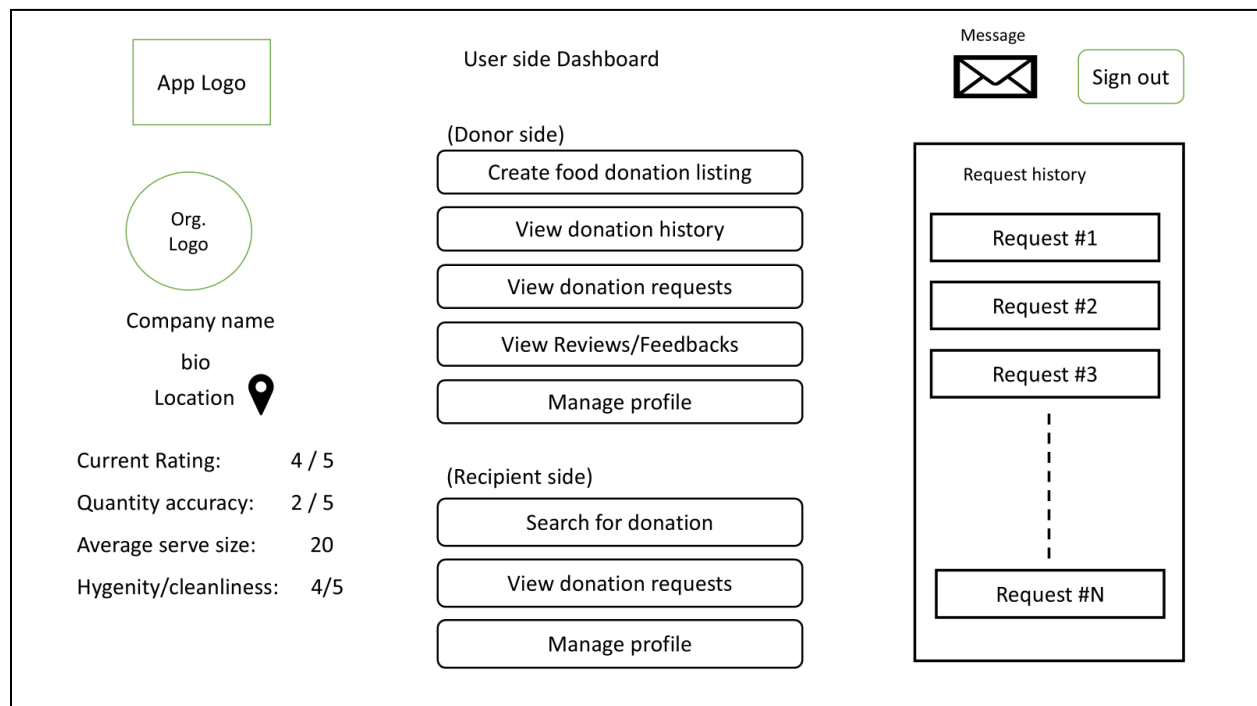 App Logo
User side Dashboard
Message
Sign out
Org.
Logo
Company name
bio
Location
Current Rating: 4 / 5
Quantity accuracy: 2 / 5
Average serve size: 20
Hygenity/cleanliness: 4/5
(Donor side)
Create food donation listing
View donation history
View donation requests
View Reviews/Feedbacks
Manage profile
(Recipient side)
Search for donation
View donation requests
Manage profile
Request history
Request #1
Request #2
Request #3
Request #N